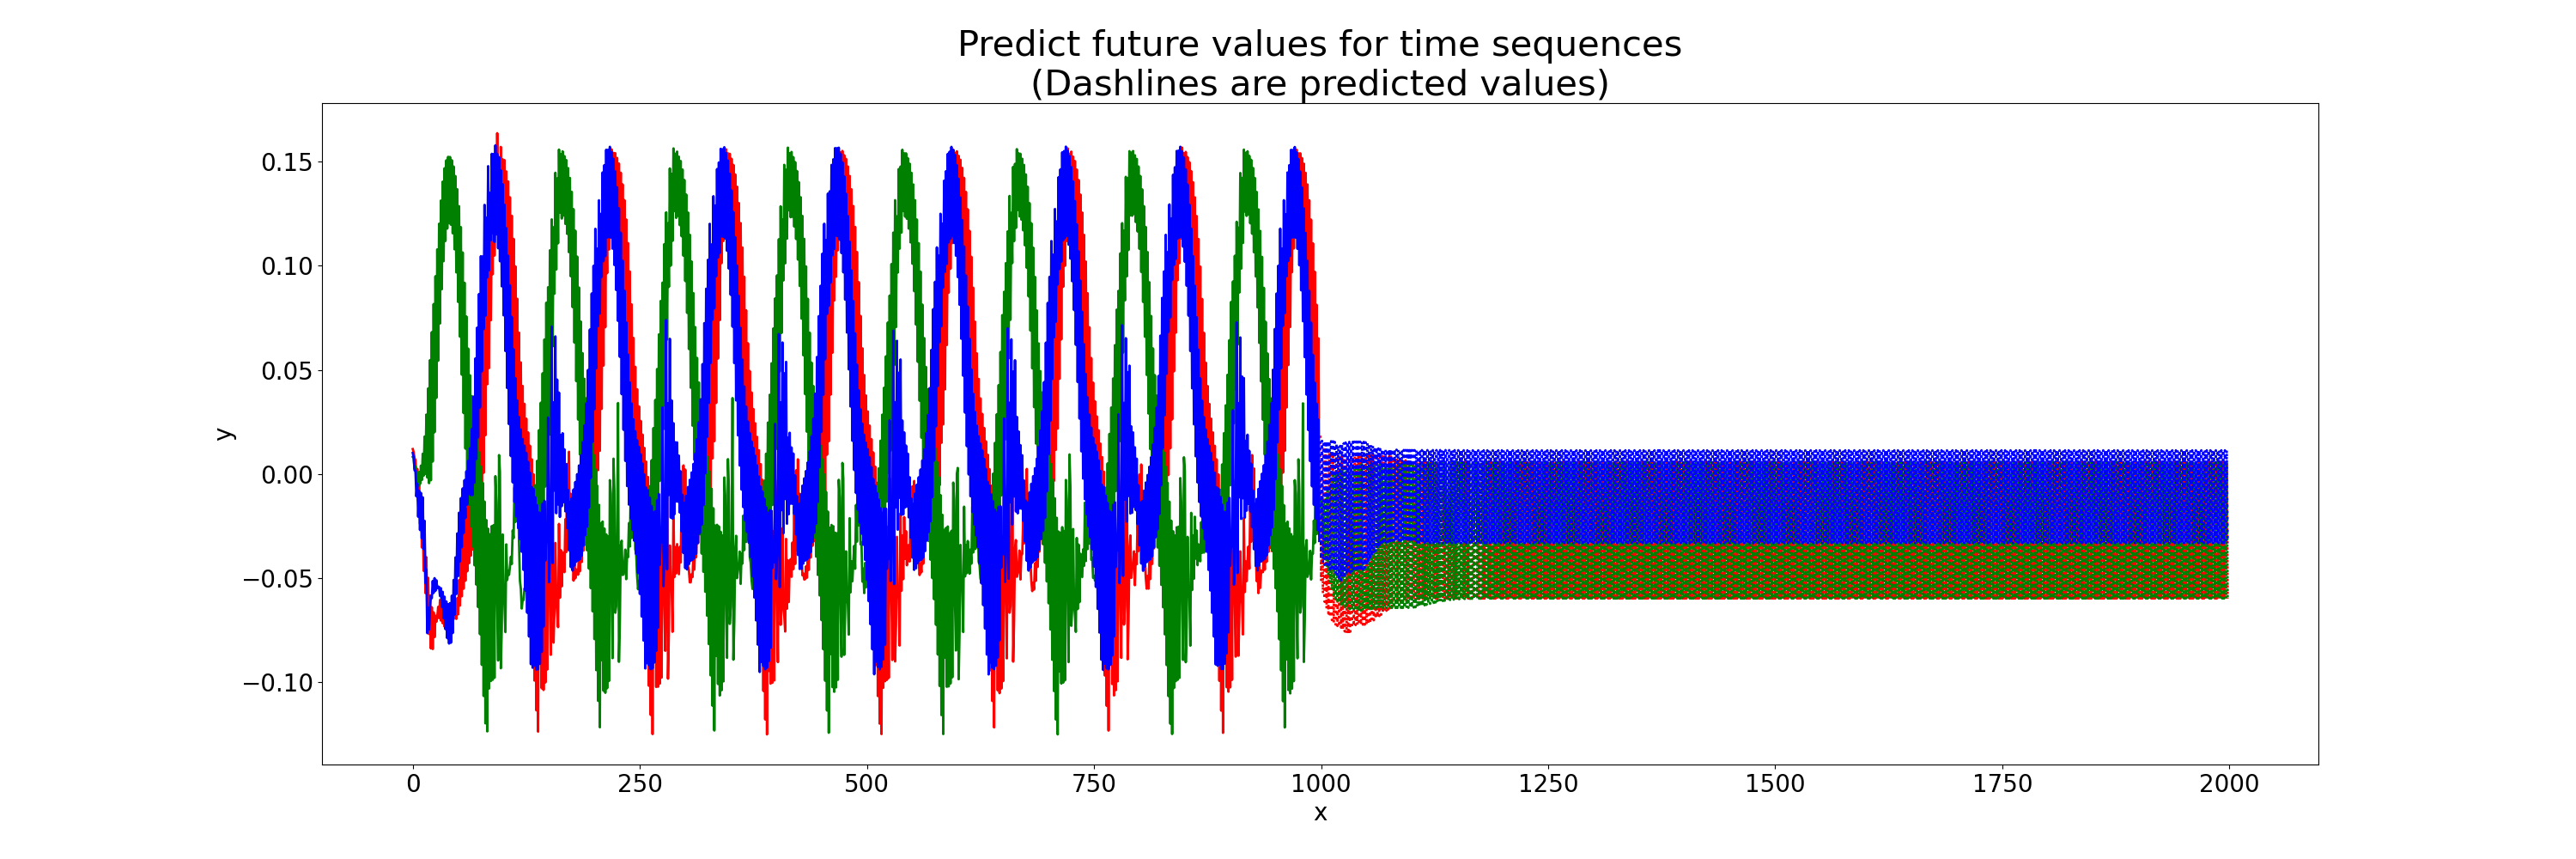 Predict future values for time sequences
(Dashlines are predicted values)
y
0.15
0.10
0.05
0.00
−0.05
−0.10
0 250 500 750 1000 1250 1500 1750 2000
x